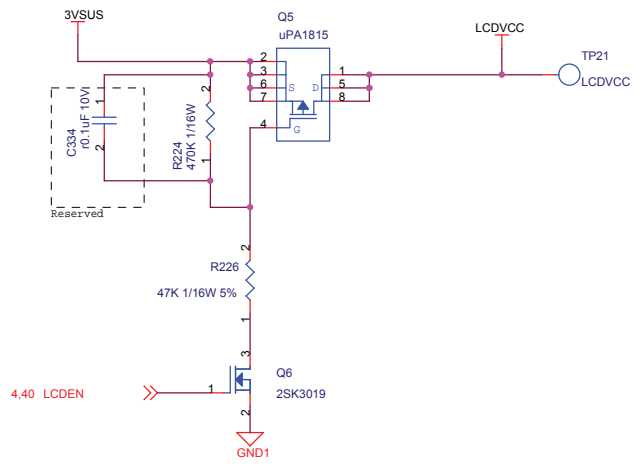 3VSUS
Q5
uPA1815
LCDVCC
TP21
LCDVCC
2
3
6
7
4
S
D
G
1
5
8
1
2
C334
r0.1uF 10Vi
2
1
R224
470K 1/16W
Reserved
2
R226
47K 1/16W 5%
1
3
Q6
2SK3019
4,40 LCDEN
1
2
GND1